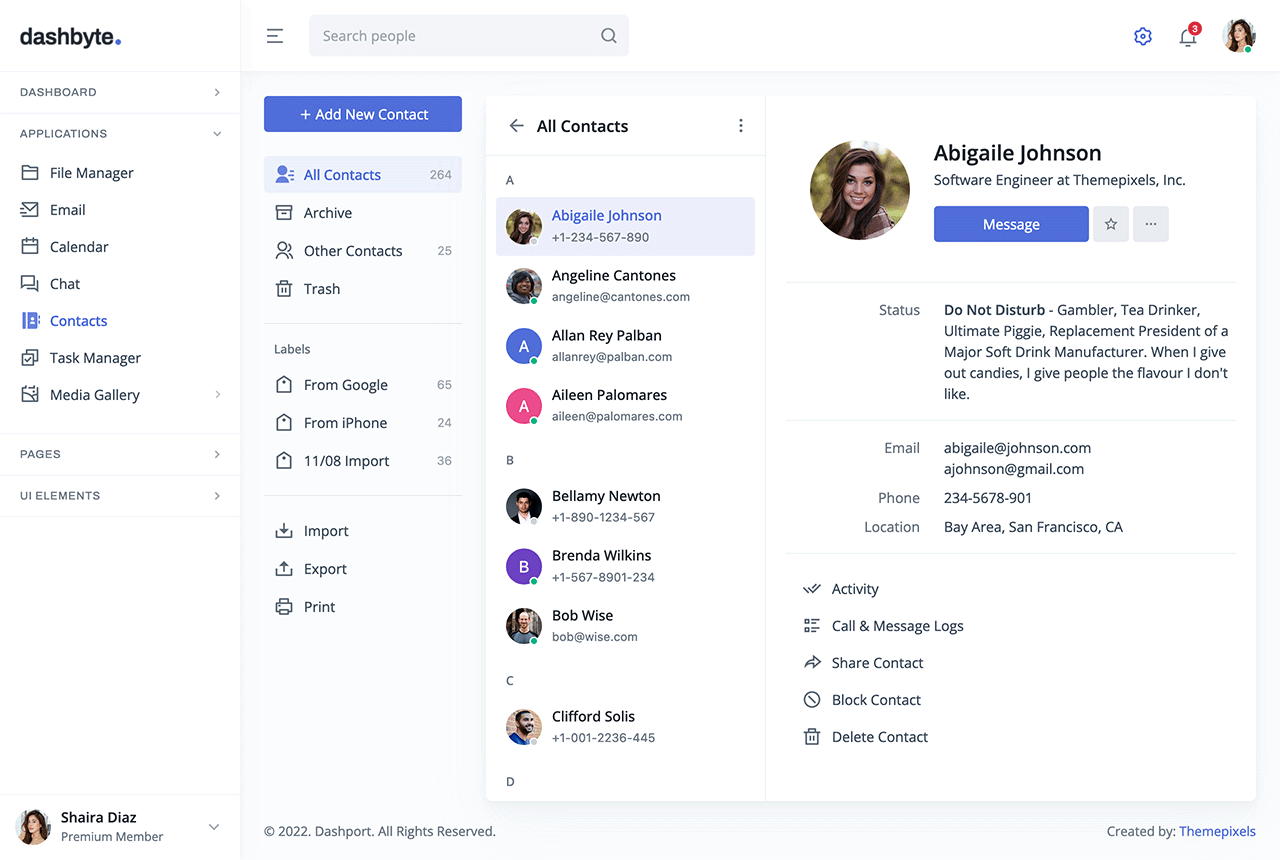 dashbyte.
Search people
3
DASHBOARD
APPLICATIONS
File Manager
Email
Calendar
Chat
Contacts
Task Manager
Media Gallery
PAGES
UI ELEMENTS
Shaira Diaz
Premium Member
+ Add New Contact
All Contacts 264
Archive
Other Contacts 25
Trash
Labels
From Google 65
From iPhone 24
11/08 Import 36
Import
Export
Print
All Contacts
A
Abigaile Johnson
+1-234-567-890
Angeline Cantones
angeline@cantones.com
A
Allan Rey Palban
allanrey@palban.com
A
Aileen Palomares
aileen@palomares.com
B
Bellamy Newton
+1-890-1234-567
B
Brenda Wilkins
+1-567-8901-234
Bob Wise
bob@wise.com
C
Clifford Solis
+1-001-2236-445
D
Abigaile Johnson
Software Engineer at Themepixels, Inc.
Message
Status
Do Not Disturb - Gambler, Tea Drinker,
Ultimate Piggie, Replacement President of a
Major Soft Drink Manufacturer. When I give
out candies, I give people the flavour I don't
like.
Email abigaile@johnson.com
ajohnson@gmail.com
Phone 234-5678-901
Location Bay Area, San Francisco, CA
Activity
Call & Message Logs
Share Contact
Block Contact
Delete Contact
© 2022. Dashport. All Rights Reserved.
Created by: Themepixels